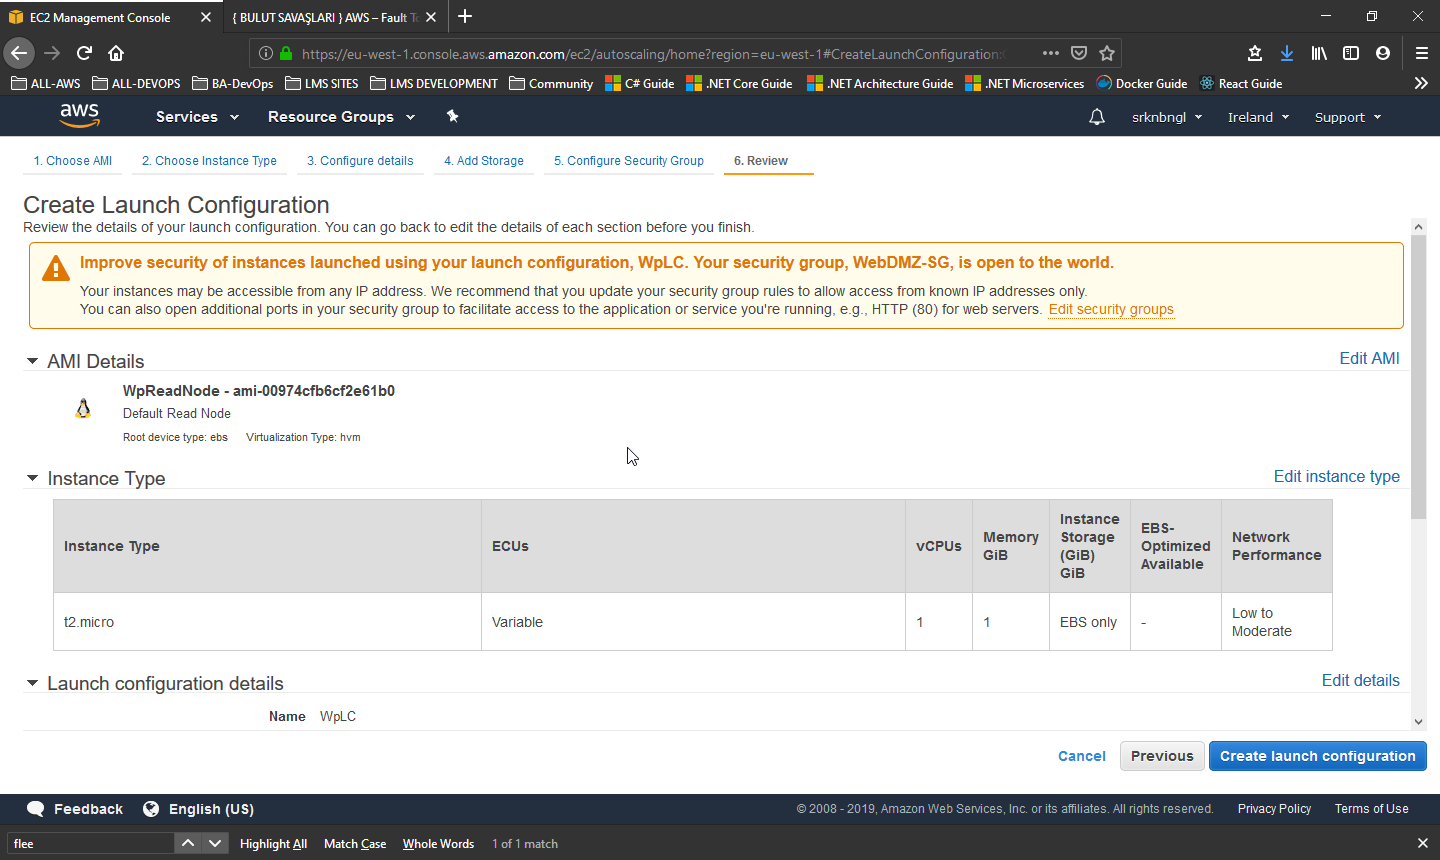 EC2 Management Console
{ BULUT SAVAŞLARI } AWS – Fault To
https://eu-west-1.console.aws.amazon.com/ec2/autoscaling/home?region=eu-west-1#CreateLaunchConfiguration:
ALL-AWS ALL-DEVOPS BA-DevOps LMS SITES LMS DEVELOPMENT Community C# Guide .NET Core Guide .NET Architecture Guide .NET Microservices Docker Guide React Guide
aws Services Resource Groups srknbngl Ireland Support
1. Choose AMI 2. Choose Instance Type 3. Configure details 4. Add Storage 5. Configure Security Group 6. Review
Create Launch Configuration
Review the details of your launch configuration. You can go back to edit the details of each section before you finish.
Improve security of instances launched using your launch configuration, WpLC. Your security group, WebDMZ-SG, is open to the world.
Your instances may be accessible from any IP address. We recommend that you update your security group rules to allow access from known IP addresses only.
You can also open additional ports in your security group to facilitate access to the application or service you're running, e.g., HTTP (80) for web servers. Edit security groups
AMI Details Edit AMI
WpReadNode - ami-00974cfb6cf2e61b0
Default Read Node
Root device type: ebs Virtualization Type: hvm
Instance Type Edit instance type
Instance Type ECUs vCPUs Memory GiB Instance Storage (GiB) GiB EBS-Optimized Available Network Performance
t2.micro Variable 1 1 EBS only - Low to Moderate
Launch configuration details Edit details
Name WpLC
Cancel Previous Create launch configuration
Feedback English (US) © 2008 - 2019, Amazon Web Services, Inc. or its affiliates. All rights reserved. Privacy Policy Terms of Use
flee Highlight All Match Case Whole Words 1 of 1 match